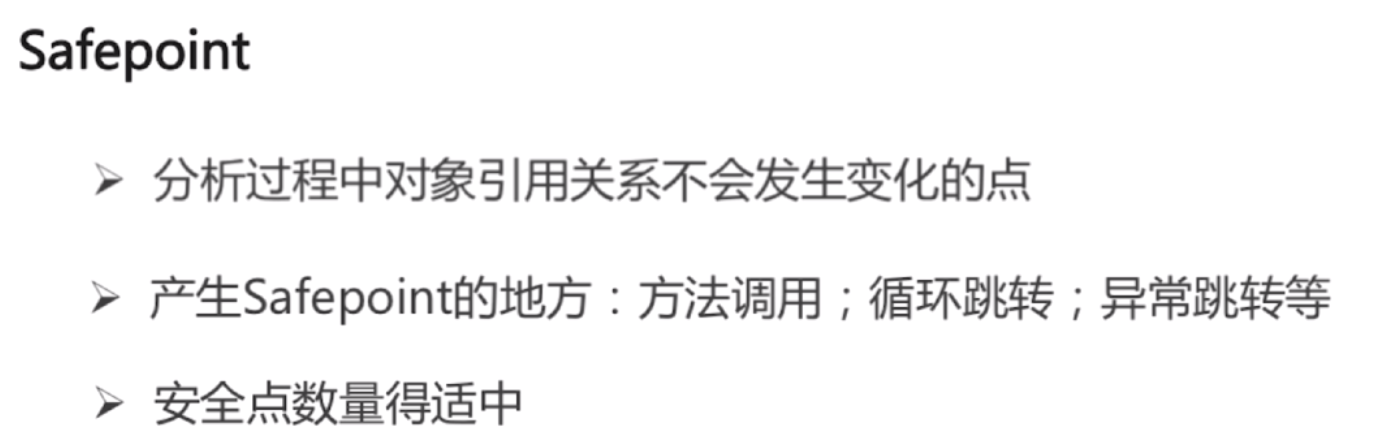 Safepoint
➢ 分析过程中对象引用关系不会发生变化的点
➢ 产生Safepoint的地方：方法调用；循环跳转；异常跳转等
➢ 安全点数量得适中